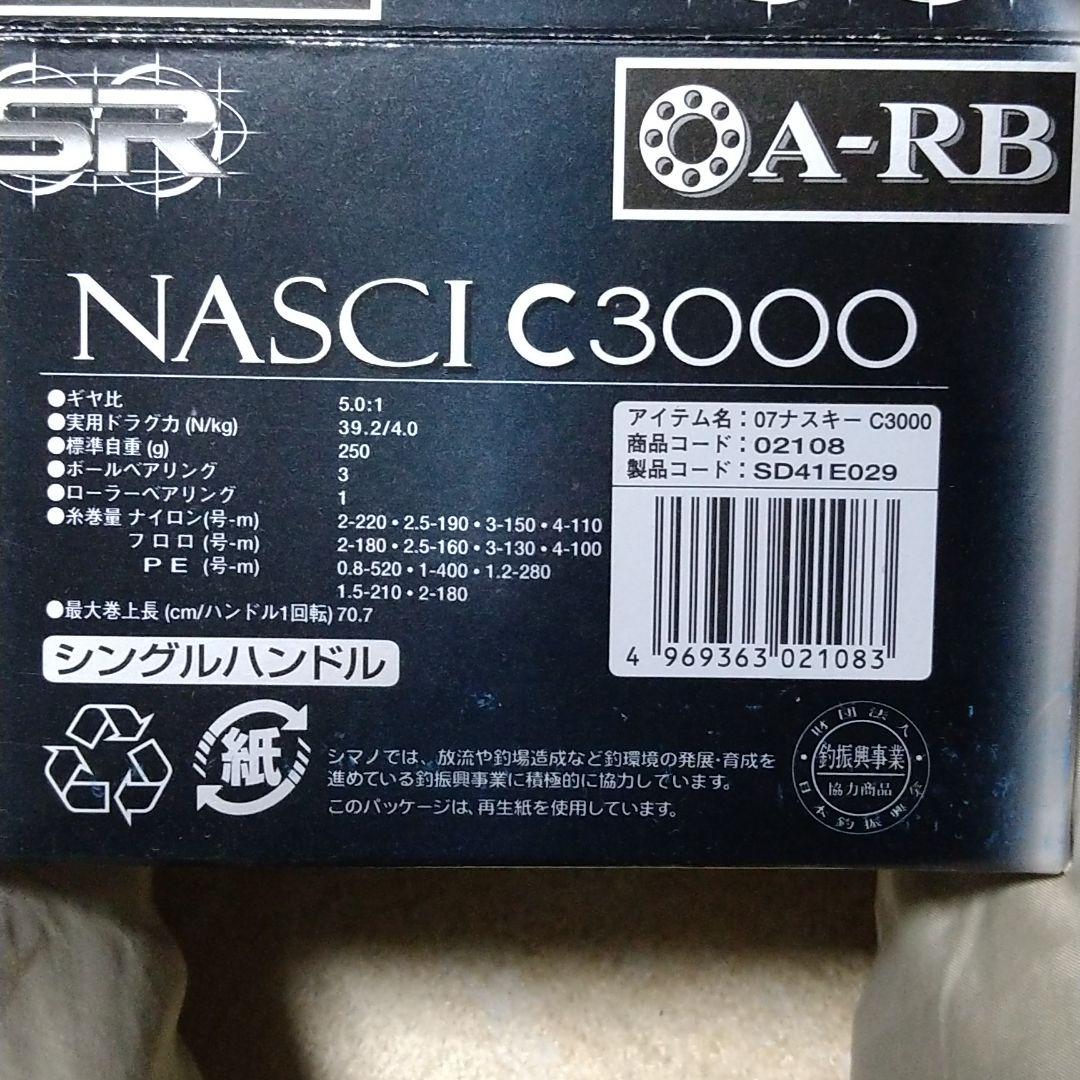 SR
A-RB
NASCI C3000
●ギヤ比 5.0:1
●実用ドラグ力 (N/kg) 39.2/4.0
●標準自重 (g) 250
●ボールベアリング 3
●ローラーベアリング 1
●糸巻量 ナイロン(号-m) 2-220・2.5-190・3-150・4-110
フロロ (号-m) 2-180・2.5-160・3-130・4-100
PE (号-m) 0.8-520・1-400・1.2-280
1.5-210・2-180
●最大巻上長 (cm/ハンドル1回転) 70.7
シングルハンドル
アイテム名：07ナスキー C3000
商品コード：02108
製品コード：SD41E029
4 969363 021083
紙
シマノでは、放流や釣場造成など釣環境の発展・育成を
進めている釣振興事業に積極的に協力しています。
このパッケージは、再生紙を使用しています。
財団法人
釣振興事業
協力商品
日本釣振興会